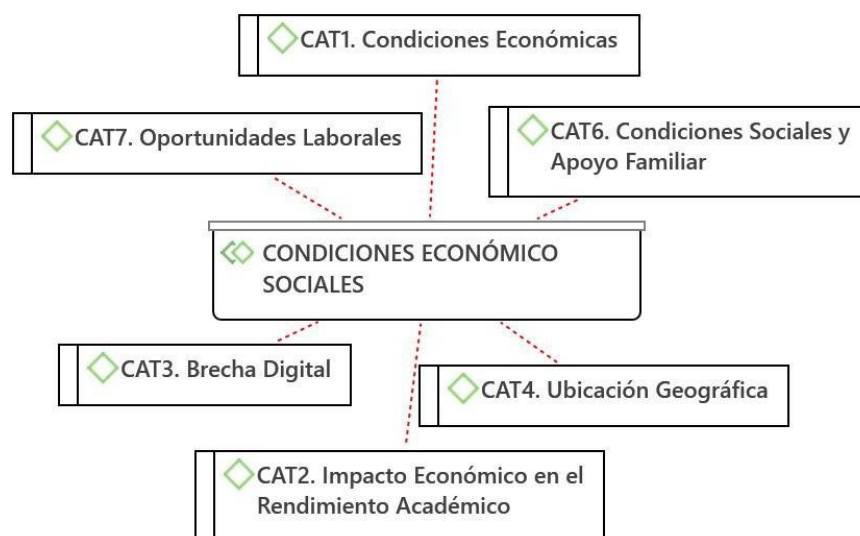 CAT1. Condiciones Económicas
CAT7. Oportunidades Laborales
CAT6. Condiciones Sociales y
Apoyo Familiar
CONDICIONES ECONÓMICO
SOCIALES
CAT3. Brecha Digital
CAT4. Ubicación Geográfica
CAT2. Impacto Económico en el
Rendimiento Académico